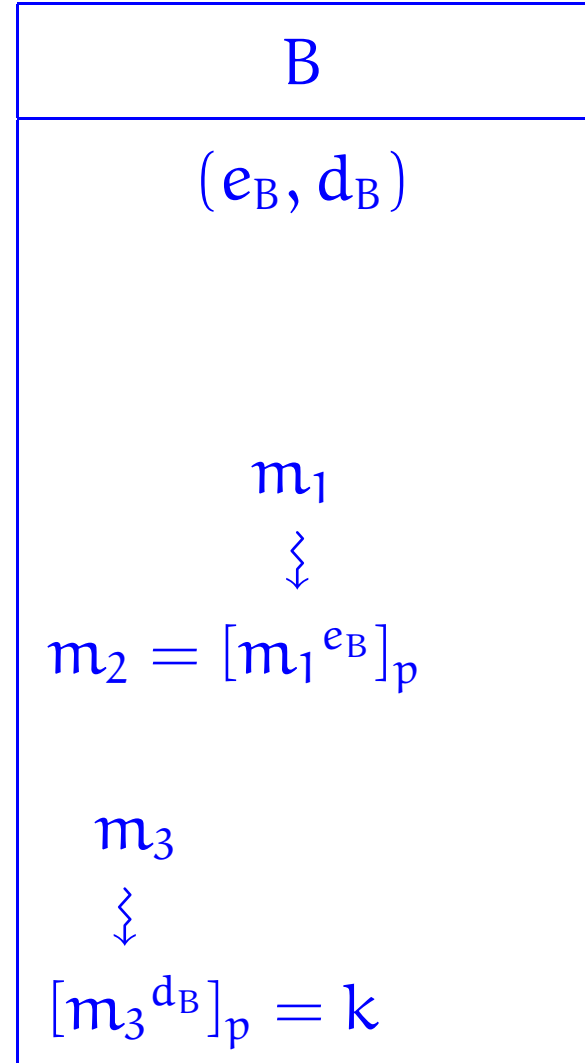 B
(e_B, d_B)
m_1
m_2 = [m_1^{e_B}]_p
m_3
[m_3^{d_B}]_p = k